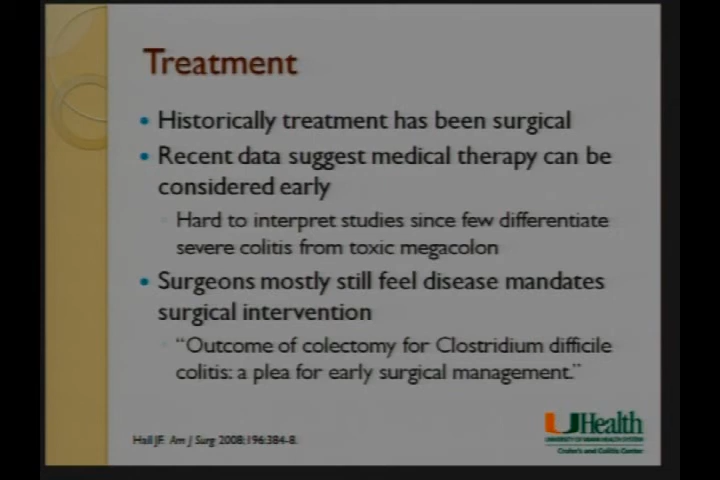 Treatment
Historically treatment has been surgical
Recent data suggest medical therapy can be
considered early
Hard to interpret studies since few differentiate
severe colitis from toxic megacolon
Surgeons mostly still feel disease mandates
surgical intervention
“Outcome of colectomy for Clostridium difficile
colitis: a plea for early surgical management.”
Hall JF. Am J Surg 2008;196:384-8.
UHealth
UNIVERSITY OF MIAMI HEALTH SYSTEM
Crohn's and Colitis Center